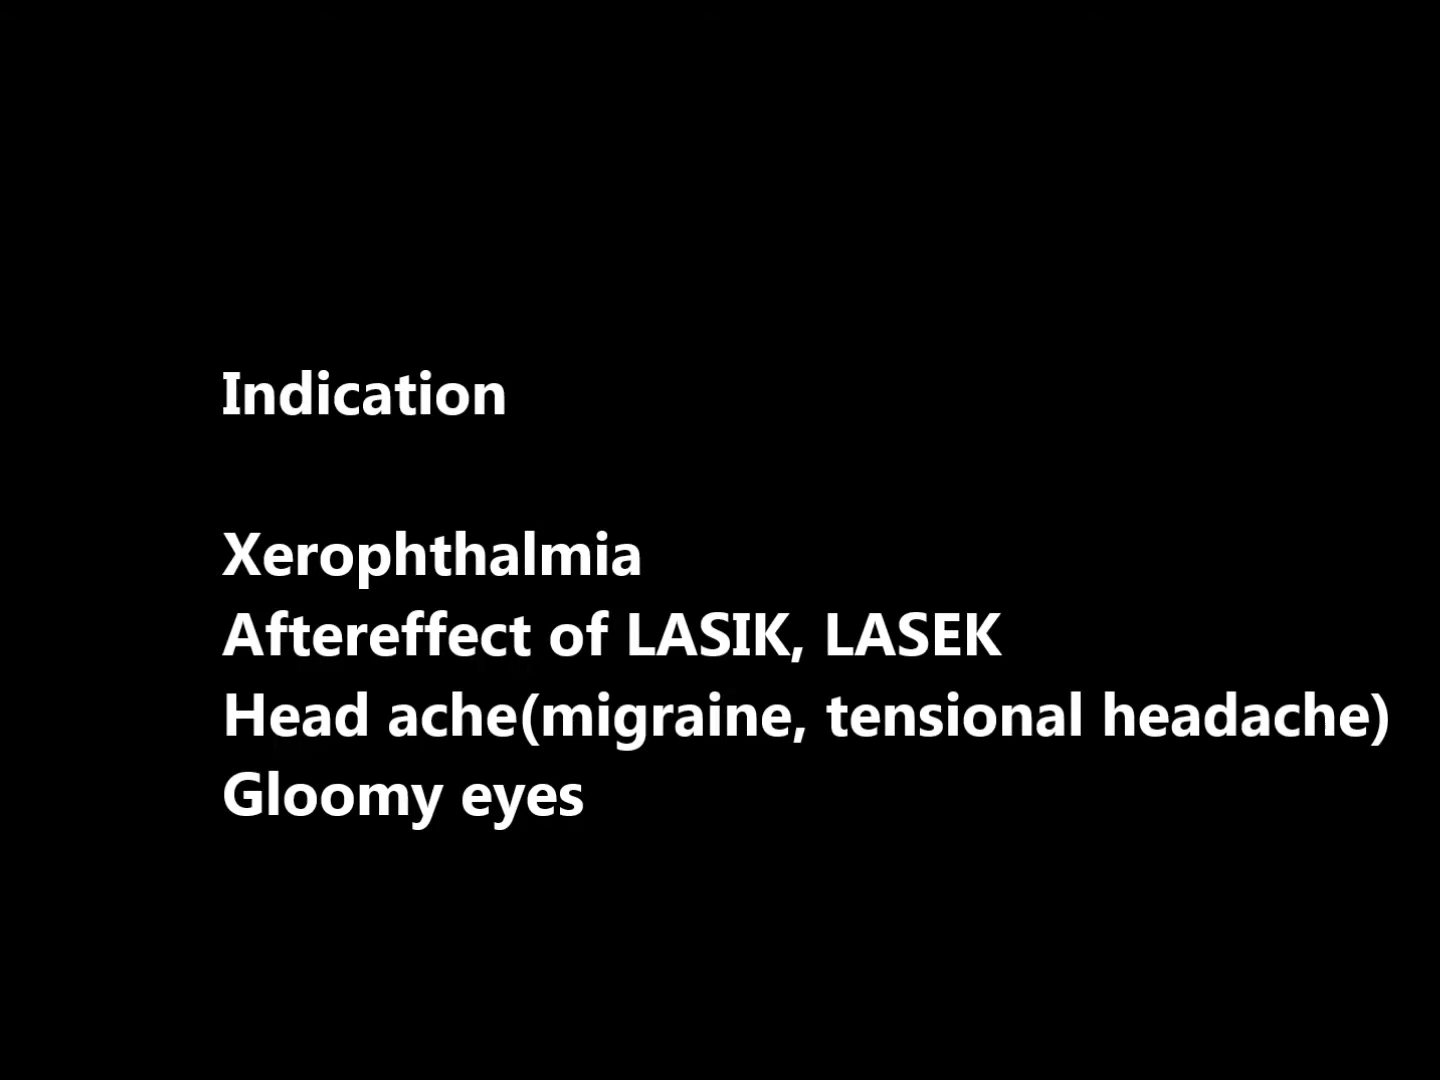 Indication
Xerophthalmia
Aftereffect of LASIK, LASEK
Head ache(migraine, tensional headache)
Gloomy eyes